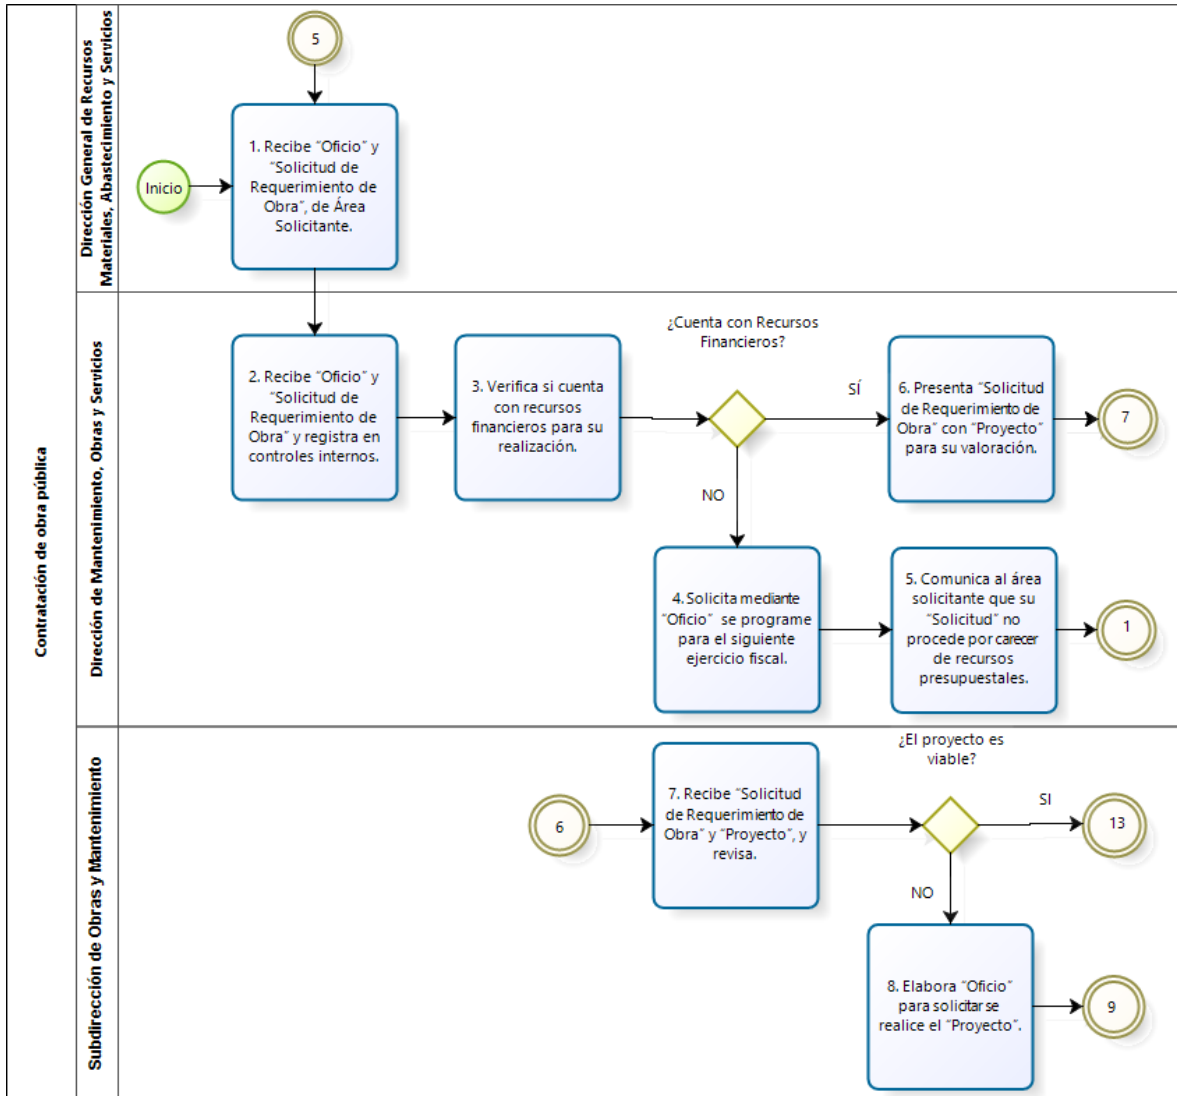 Contratación de obra pública
Dirección General de Recursos
Materiales, Abastecimiento y Servicios
5
Inicio
1. Recibe “Oficio” y
“Solicitud de
Requerimiento de
Obra”, de Área
Solicitante.
Dirección de Mantenimiento, Obras y Servicios
2. Recibe “Oficio” y
“Solicitud de
Requerimiento de
Obra” y registra en
controles internos.
3. Verifica si cuenta
con recursos
financieros para su
realización.
¿Cuenta con Recursos
Financieros?
SÍ
6. Presenta “Solicitud
de Requerimiento de
Obra” con “Proyecto”
para su valoración.
7
NO
4. Solicita mediante
“Oficio” se programe
para el siguiente
ejercicio fiscal.
5. Comunica al área
solicitante que su
“Solicitud” no
procede por carecer
de recursos
presupuestales.
1
Subdirección de Obras y Mantenimiento
6
7. Recibe “Solicitud
de Requerimiento de
Obra” y “Proyecto”, y
revisa.
¿El proyecto es
viable?
SI
13
NO
8. Elabora “Oficio”
para solicitar se
realice el “Proyecto”.
9